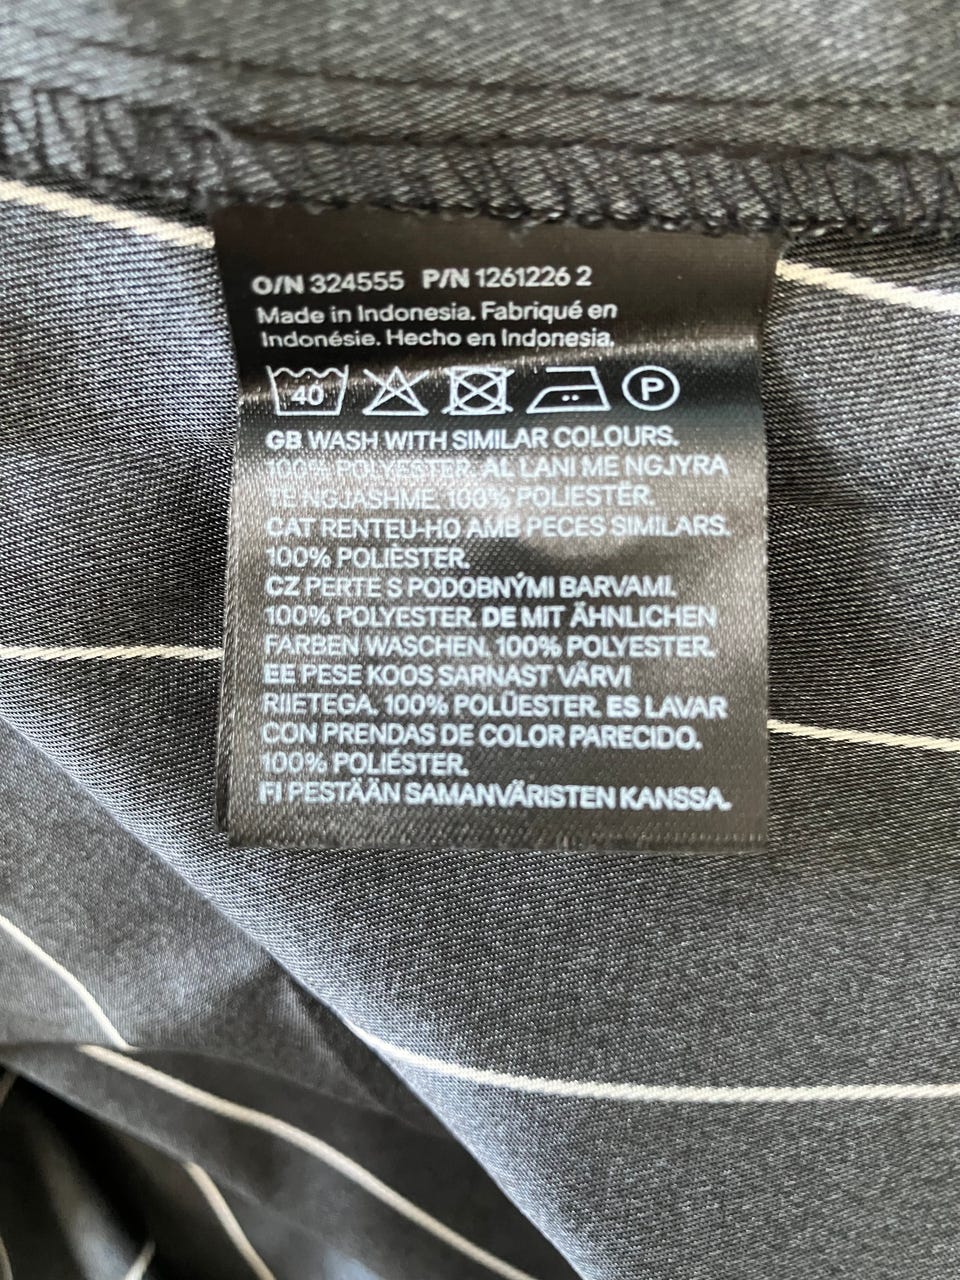 O/N 324555 P/N 1261226 2
Made in Indonesia. Fabriqué en
Indonésie. Hecho en Indonesia.
40 P
GB WASH WITH SIMILAR COLOURS.
100% POLYESTER. AL LANI ME NGJYRA
TË NGJASHME. 100% POLIESTËR.
CAT RENTEU-HO AMB PECES SIMILARS.
100% POLIÈSTER.
CZ PERTE S PODOBNÝMI BARVAMI.
100% POLYESTER. DE MIT ÄHNLICHEN
FARBEN WASCHEN. 100% POLYESTER.
EE PESE KOOS SARNAST VÄRVI
RIIETEGA. 100% POLÜESTER. ES LAVAR
CON PRENDAS DE COLOR PARECIDO.
100% POLIÉSTER.
FI PESTÄÄN SAMANVÄRISTEN KANSSA.